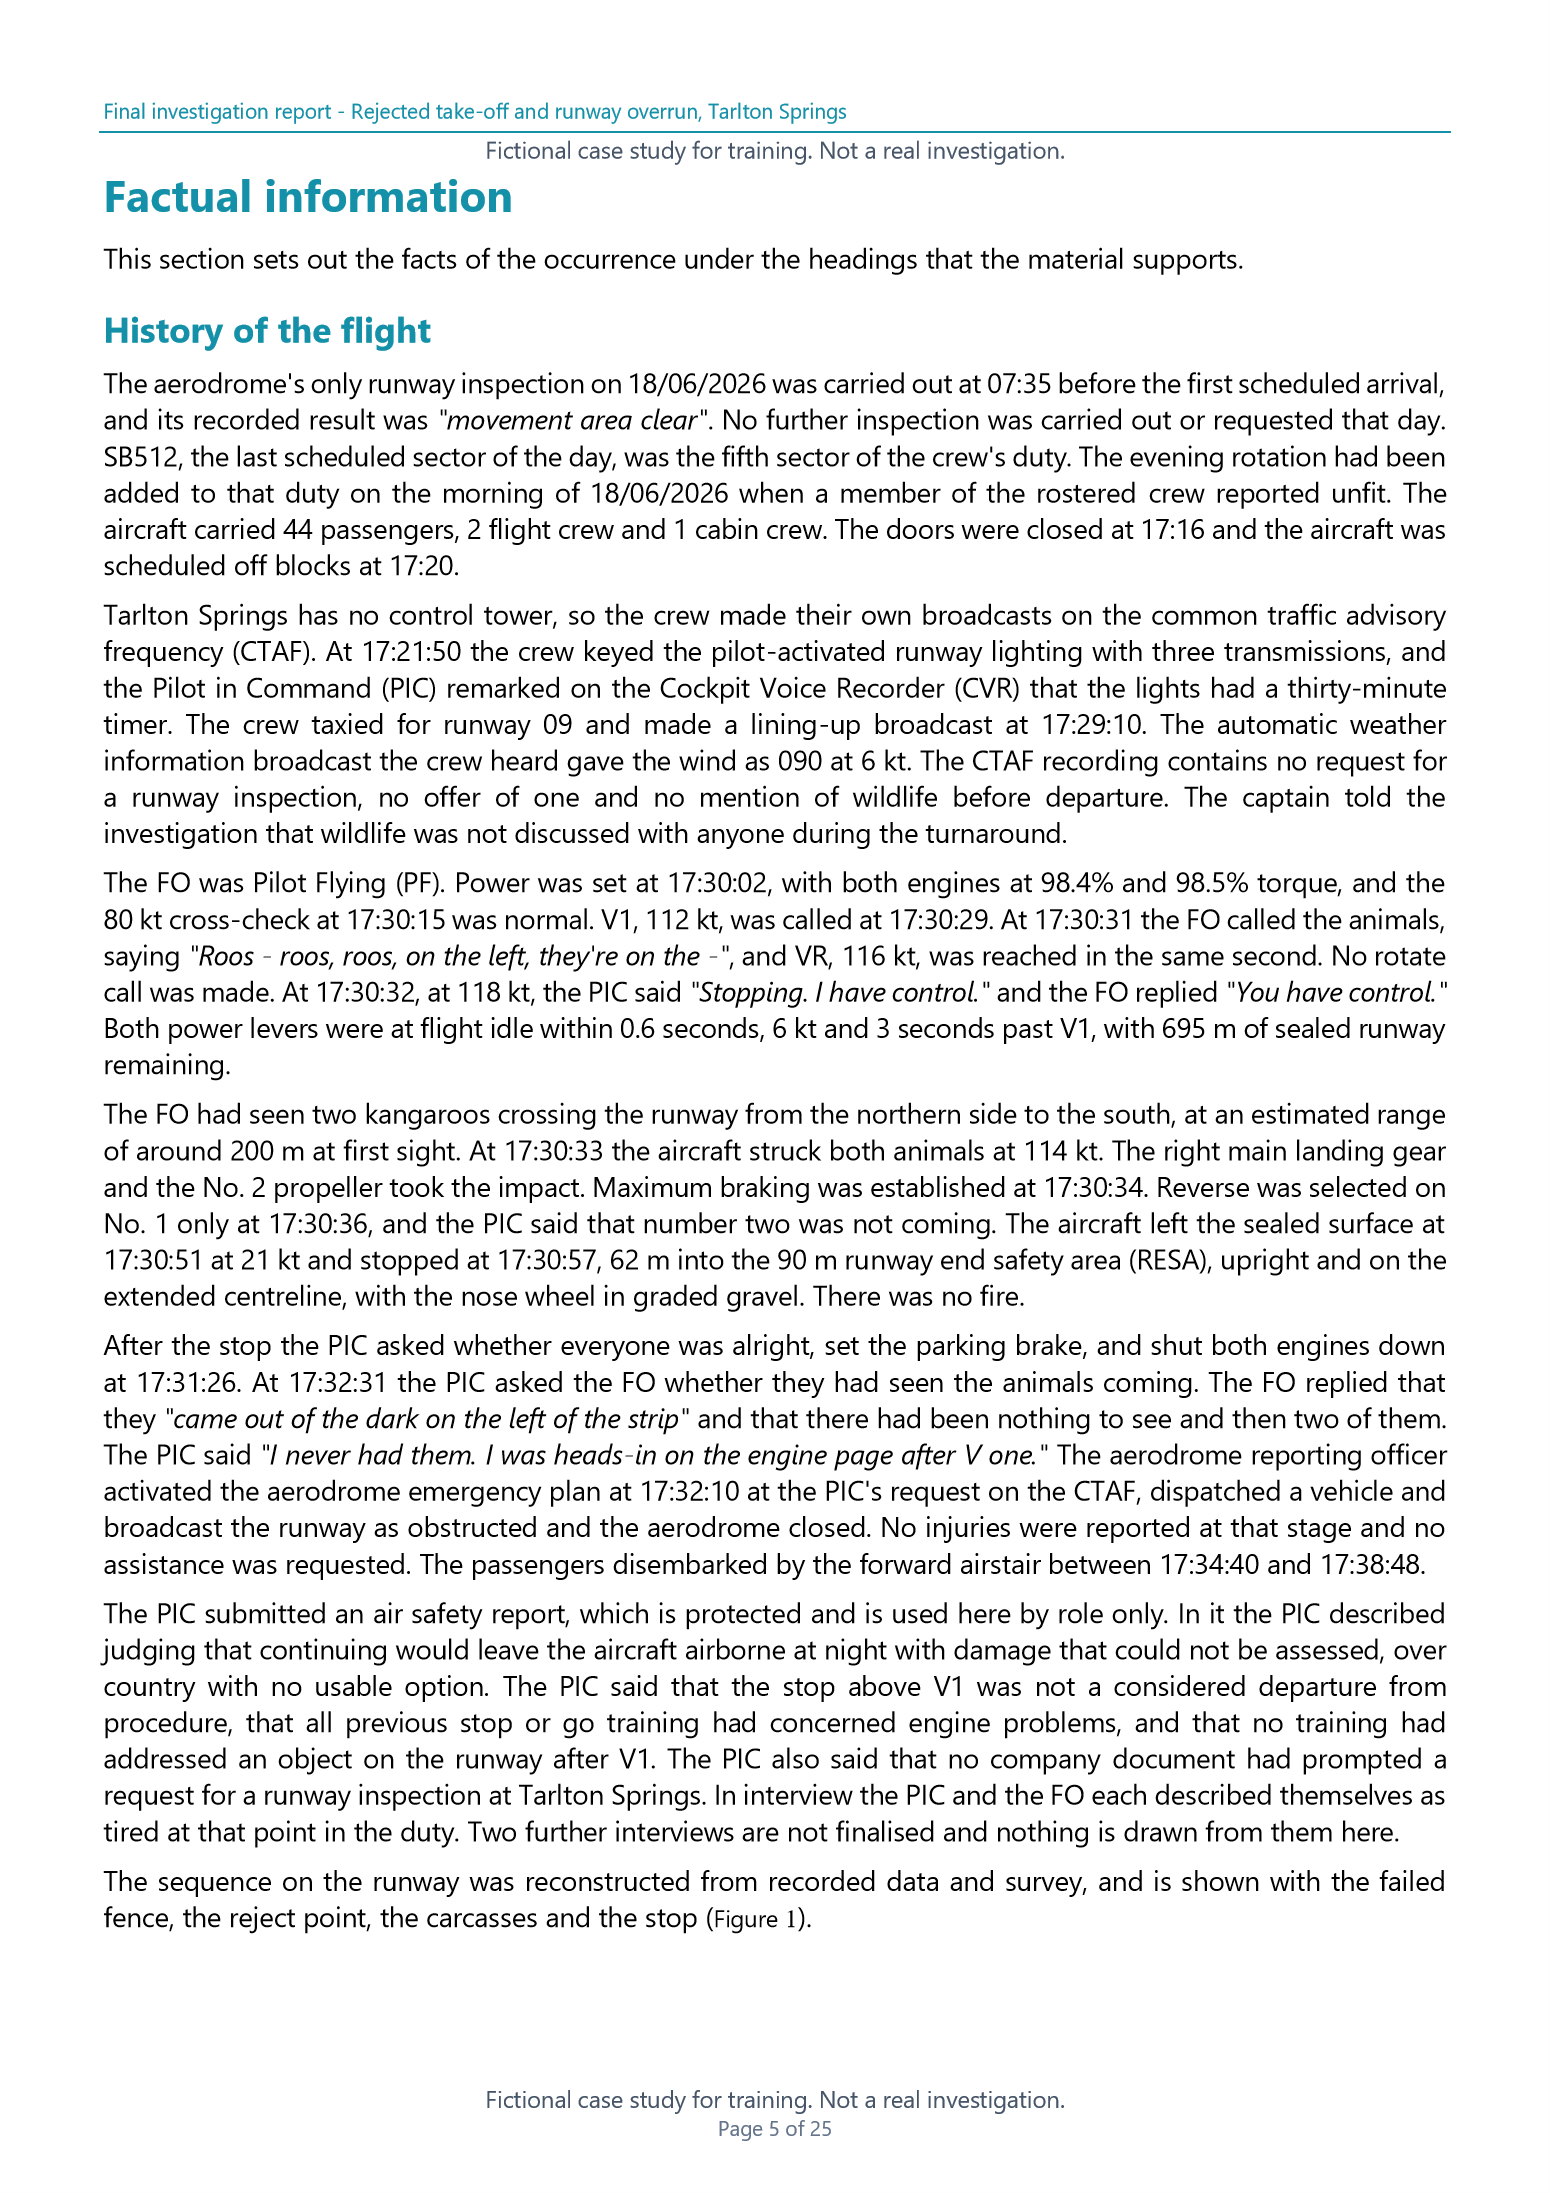 Final investigation report - Rejected take-off and runway overrun, Tarlton Springs
Fictional case study for training. Not a real investigation.
Factual information
This section sets out the facts of the occurrence under the headings that the material supports.
History of the flight
The aerodrome's only runway inspection on 18/06/2026 was carried out at 07:35 before the first scheduled arrival,
and its recorded result was "movement area clear". No further inspection was carried out or requested that day.
SB512, the last scheduled sector of the day, was the fifth sector of the crew's duty. The evening rotation had been
added to that duty on the morning of 18/06/2026 when a member of the rostered crew reported unfit. The
aircraft carried 44 passengers, 2 flight crew and 1 cabin crew. The doors were closed at 17:16 and the aircraft was
scheduled off blocks at 17:20.
Tarlton Springs has no control tower, so the crew made their own broadcasts on the common traffic advisory
frequency (CTAF). At 17:21:50 the crew keyed the pilot-activated runway lighting with three transmissions, and
the Pilot in Command (PIC) remarked on the Cockpit Voice Recorder (CVR) that the lights had a thirty-minute
timer. The crew taxied for runway 09 and made a lining-up broadcast at 17:29:10. The automatic weather
information broadcast the crew heard gave the wind as 090 at 6 kt. The CTAF recording contains no request for
a runway inspection, no offer of one and no mention of wildlife before departure. The captain told the
investigation that wildlife was not discussed with anyone during the turnaround.
The FO was Pilot Flying (PF). Power was set at 17:30:02, with both engines at 98.4% and 98.5% torque, and the
80 kt cross-check at 17:30:15 was normal. V1, 112 kt, was called at 17:30:29. At 17:30:31 the FO called the animals,
saying "Roos - roos, roos, on the left, they're on the -", and VR, 116 kt, was reached in the same second. No rotate
call was made. At 17:30:32, at 118 kt, the PIC said "Stopping. I have control." and the FO replied "You have control."
Both power levers were at flight idle within 0.6 seconds, 6 kt and 3 seconds past V1, with 695 m of sealed runway
remaining.
The FO had seen two kangaroos crossing the runway from the northern side to the south, at an estimated range
of around 200 m at first sight. At 17:30:33 the aircraft struck both animals at 114 kt. The right main landing gear
and the No. 2 propeller took the impact. Maximum braking was established at 17:30:34. Reverse was selected on
No. 1 only at 17:30:36, and the PIC said that number two was not coming. The aircraft left the sealed surface at
17:30:51 at 21 kt and stopped at 17:30:57, 62 m into the 90 m runway end safety area (RESA), upright and on the
extended centreline, with the nose wheel in graded gravel. There was no fire.
After the stop the PIC asked whether everyone was alright, set the parking brake, and shut both engines down
at 17:31:26. At 17:32:31 the PIC asked the FO whether they had seen the animals coming. The FO replied that
they "came out of the dark on the left of the strip" and that there had been nothing to see and then two of them.
The PIC said "I never had them. I was heads-in on the engine page after V one." The aerodrome reporting officer
activated the aerodrome emergency plan at 17:32:10 at the PIC's request on the CTAF, dispatched a vehicle and
broadcast the runway as obstructed and the aerodrome closed. No injuries were reported at that stage and no
assistance was requested. The passengers disembarked by the forward airstair between 17:34:40 and 17:38:48.
The PIC submitted an air safety report, which is protected and is used here by role only. In it the PIC described
judging that continuing would leave the aircraft airborne at night with damage that could not be assessed, over
country with no usable option. The PIC said that the stop above V1 was not a considered departure from
procedure, that all previous stop or go training had concerned engine problems, and that no training had
addressed an object on the runway after V1. The PIC also said that no company document had prompted a
request for a runway inspection at Tarlton Springs. In interview the PIC and the FO each described themselves as
tired at that point in the duty. Two further interviews are not finalised and nothing is drawn from them here.
The sequence on the runway was reconstructed from recorded data and survey, and is shown with the failed
fence, the reject point, the carcasses and the stop (Figure 1).
Fictional case study for training. Not a real investigation.
Page 5 of 25